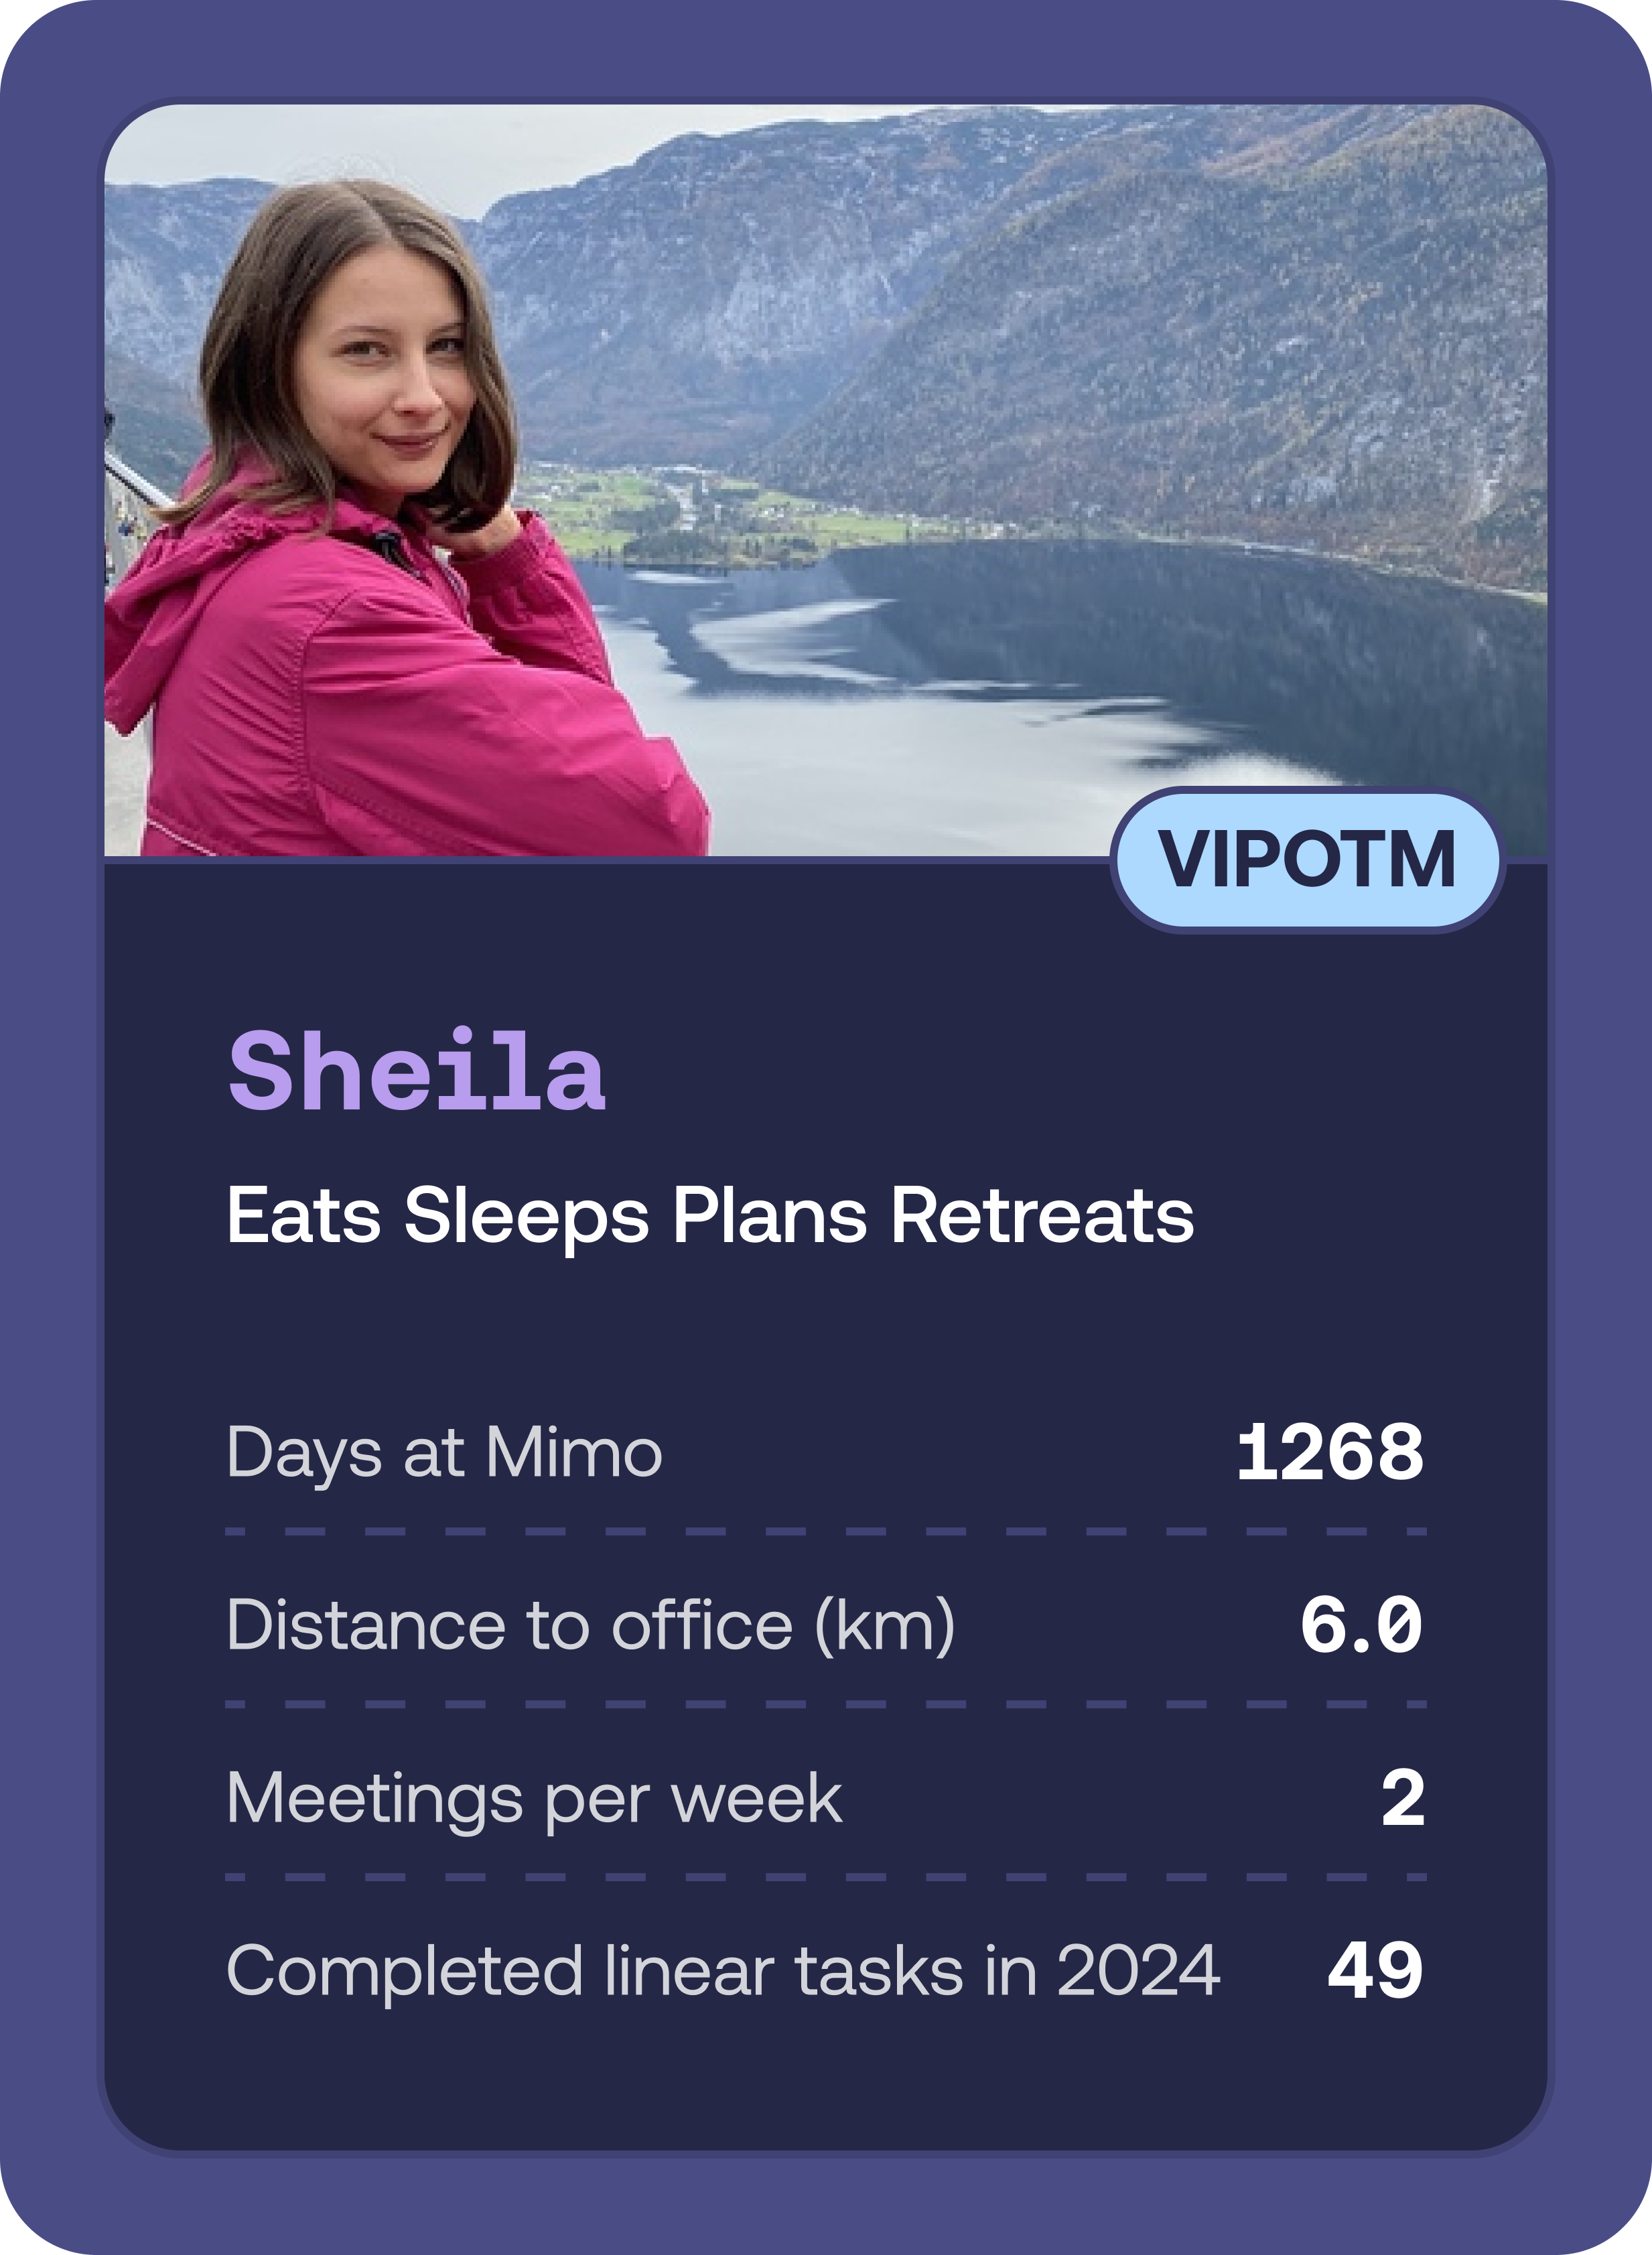 VIPOTM
Sheila
Eats Sleeps Plans Retreats
Days at Mimo 1268
Distance to office (km) 6.0
Meetings per week 2
Completed linear tasks in 2024 49